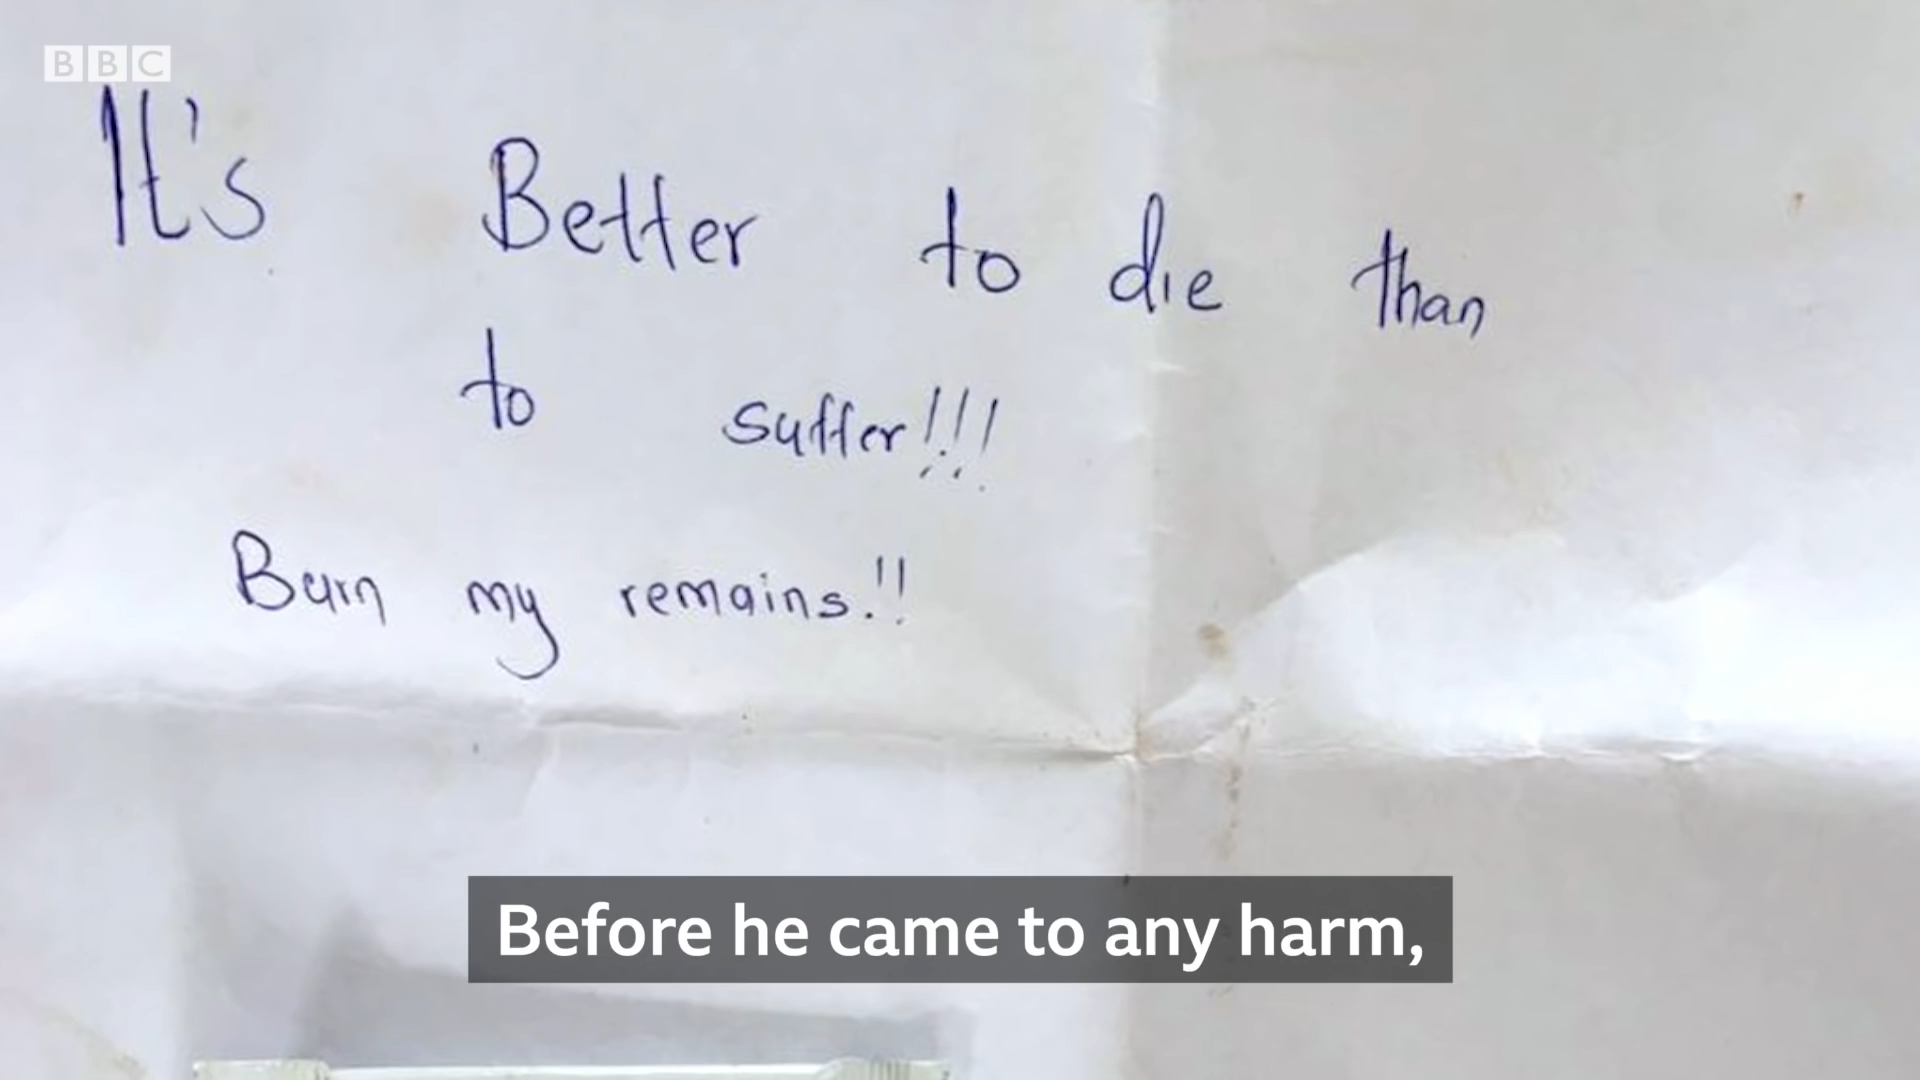 BBC
It's Better to die than
to suffer!!!
Burn my remains.!!
Before he came to any harm,